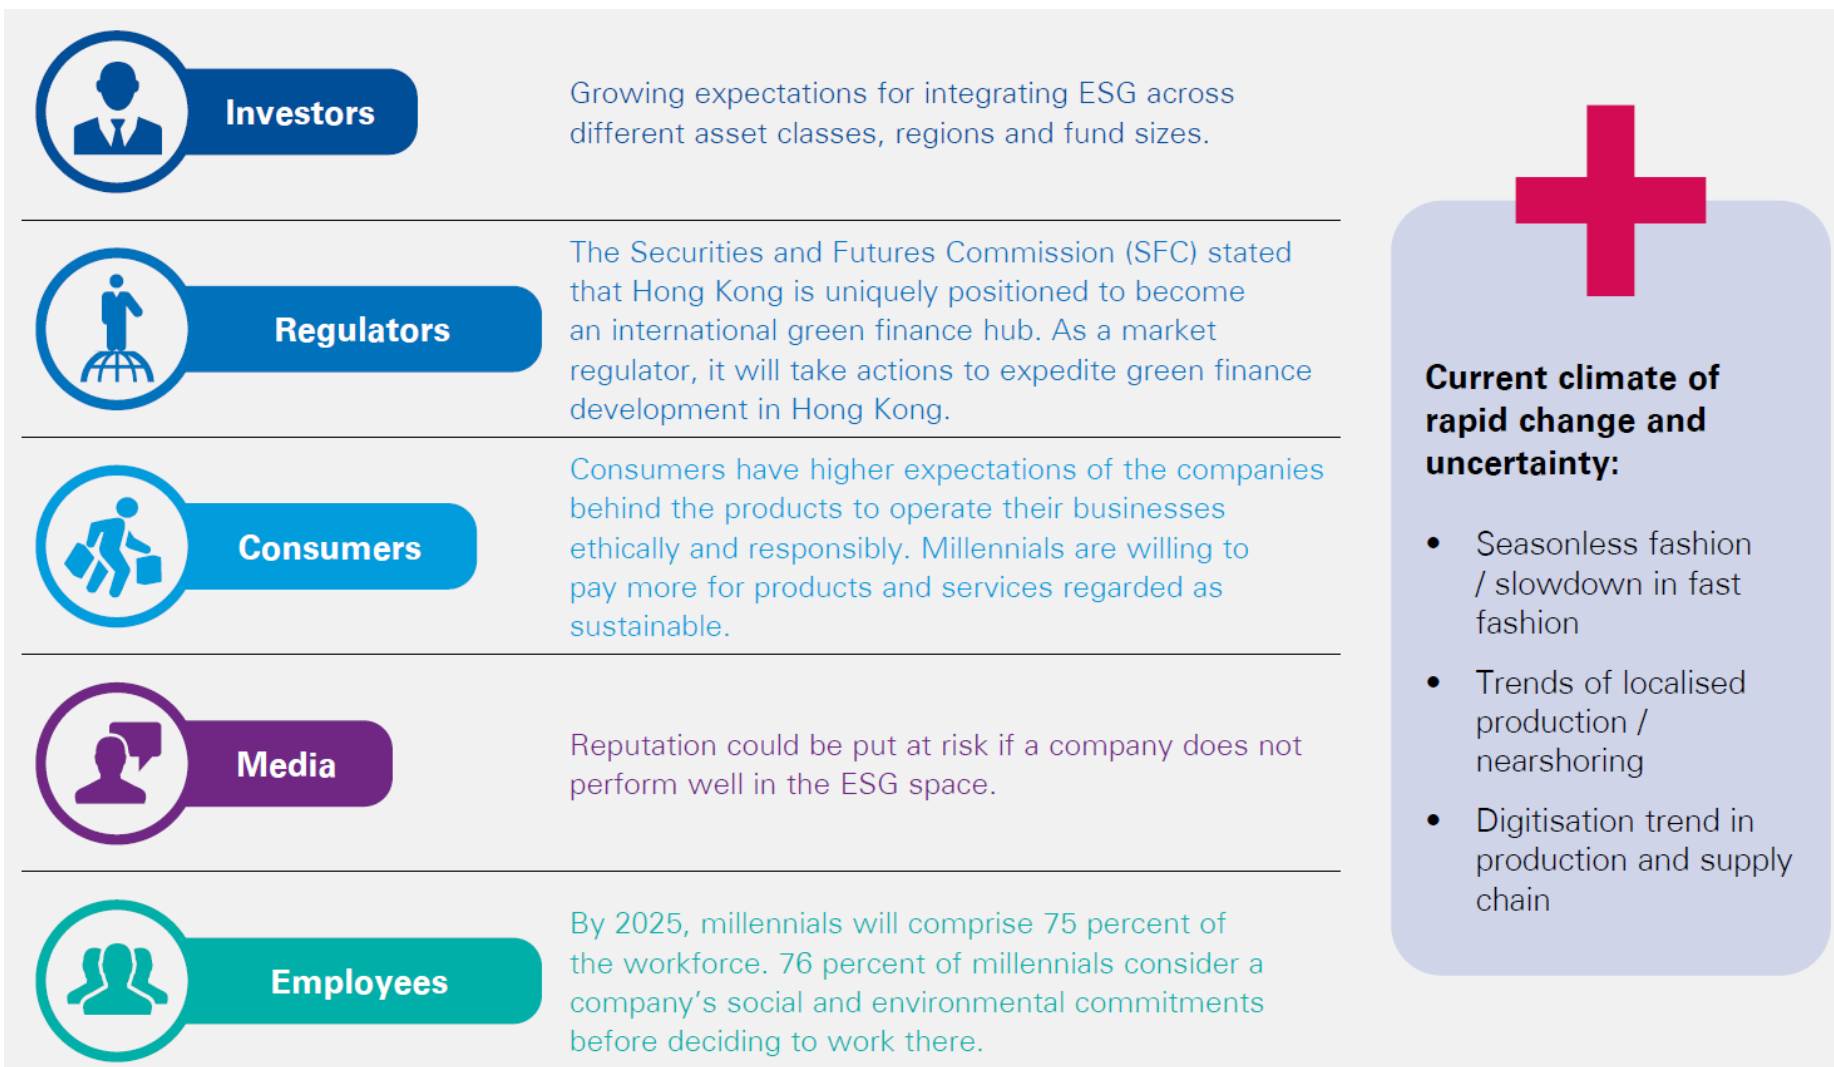 Investors
Growing expectations for integrating ESG across
different asset classes, regions and fund sizes.
Regulators
The Securities and Futures Commission (SFC) stated
that Hong Kong is uniquely positioned to become
an international green finance hub. As a market
regulator, it will take actions to expedite green finance
development in Hong Kong.
Consumers
Consumers have higher expectations of the companies
behind the products to operate their businesses
ethically and responsibly. Millennials are willing to
pay more for products and services regarded as
sustainable.
Media
Reputation could be put at risk if a company does not
perform well in the ESG space.
Employees
By 2025, millennials will comprise 75 percent of
the workforce. 76 percent of millennials consider a
company’s social and environmental commitments
before deciding to work there.
Current climate of
rapid change and
uncertainty:
• Seasonless fashion
/ slowdown in fast
fashion
• Trends of localised
production /
nearshoring
• Digitisation trend in
production and supply
chain